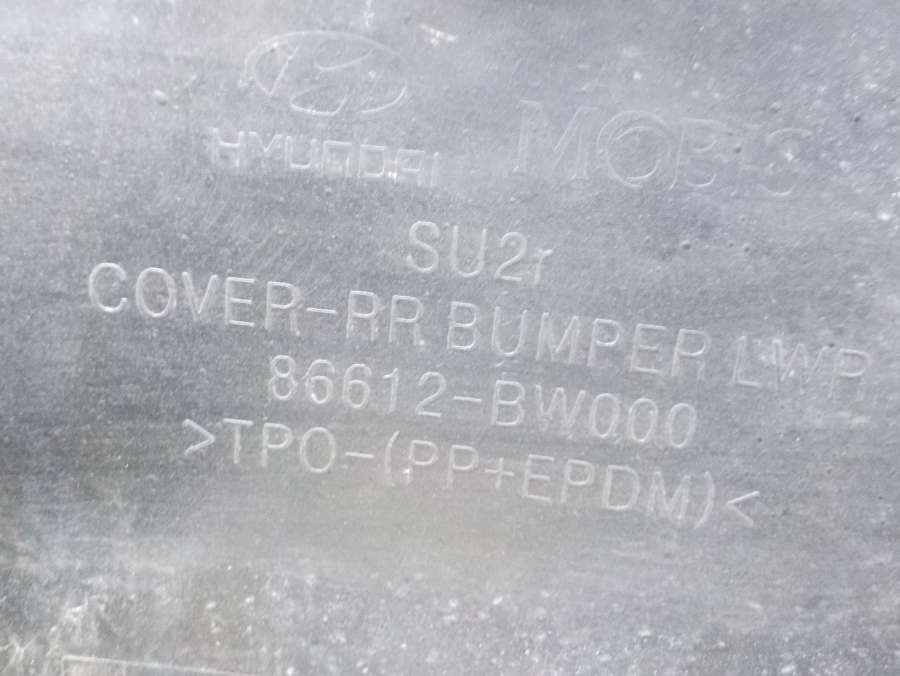 HYUNDAI
MOBIS
SU2r
COVER-RR BUMPER LWR
86612-BW000
>TPO-(PP+EPDM)<